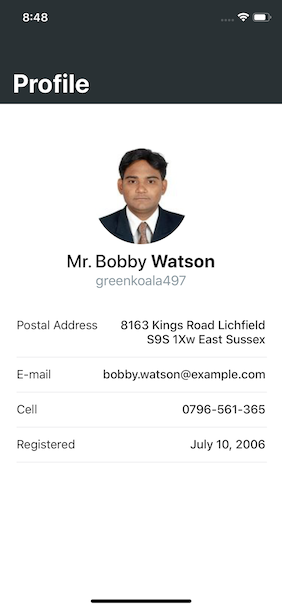 8:48
Profile
Mr. Bobby Watson
greenkoala497
Postal Address 8163 Kings Road Lichfield
S9S 1Xw East Sussex
E-mail bobby.watson@example.com
Cell 0796-561-365
Registered July 10, 2006